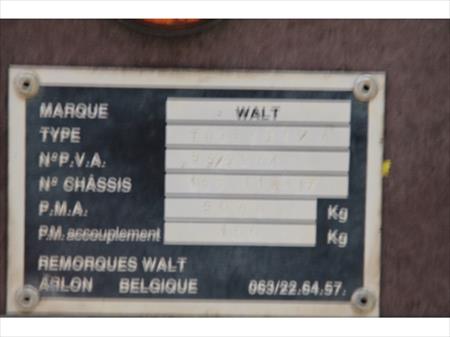 MARQUE WALT
TYPE
N° P.V.A.
N° CHÂSSIS
P.M.A. Kg
P.M. accouplement Kg
REMORQUES WALT
ARLON BELGIQUE 063/22.64.57.